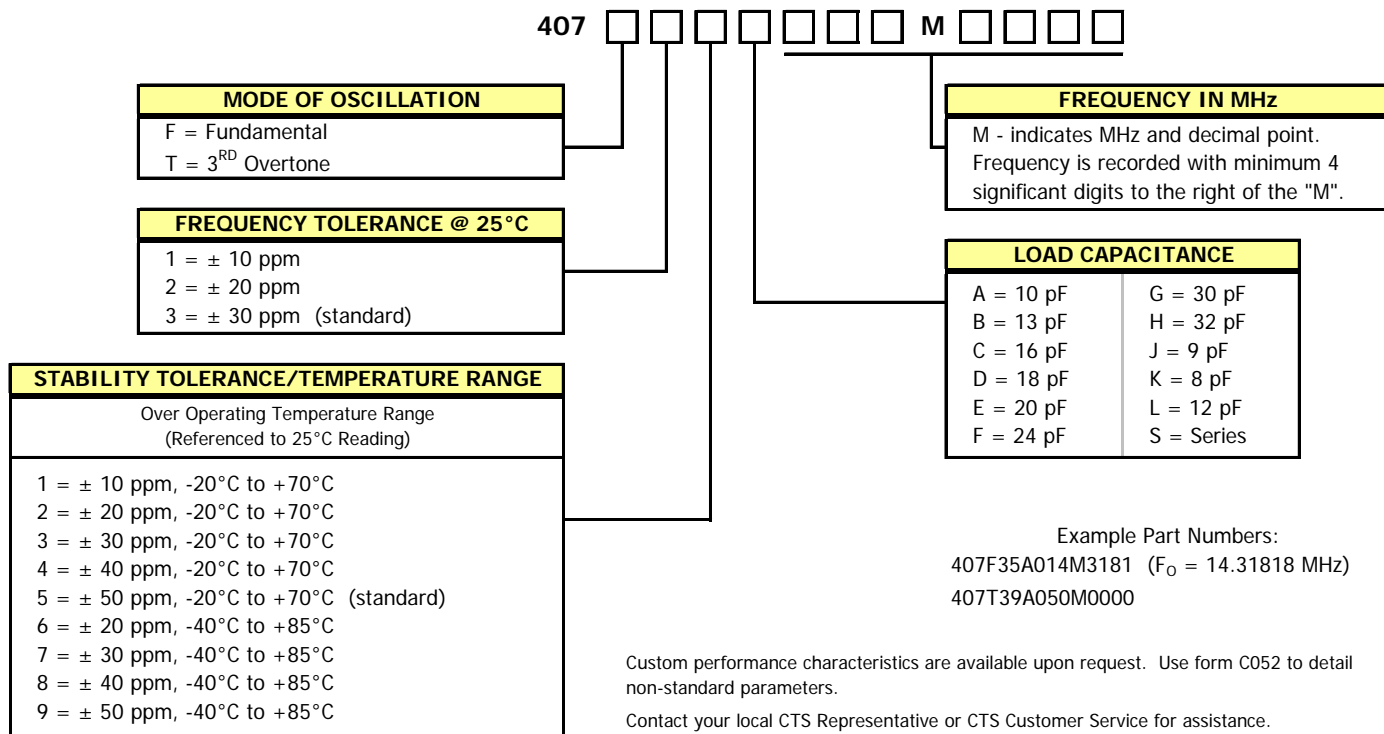 407 M
MODE OF OSCILLATION
F = Fundamental
T = 3RD Overtone
FREQUENCY TOLERANCE @ 25°C
1 = ± 10 ppm
2 = ± 20 ppm
3 = ± 30 ppm (standard)
STABILITY TOLERANCE/TEMPERATURE RANGE
Over Operating Temperature Range
(Referenced to 25°C Reading)
1 = ± 10 ppm, -20°C to +70°C
2 = ± 20 ppm, -20°C to +70°C
3 = ± 30 ppm, -20°C to +70°C
4 = ± 40 ppm, -20°C to +70°C
5 = ± 50 ppm, -20°C to +70°C (standard)
6 = ± 20 ppm, -40°C to +85°C
7 = ± 30 ppm, -40°C to +85°C
8 = ± 40 ppm, -40°C to +85°C
9 = ± 50 ppm, -40°C to +85°C
FREQUENCY IN MHz
M - indicates MHz and decimal point.
Frequency is recorded with minimum 4
significant digits to the right of the "M".
LOAD CAPACITANCE
A = 10 pF
B = 13 pF
C = 16 pF
D = 18 pF
E = 20 pF
F = 24 pF
G = 30 pF
H = 32 pF
J = 9 pF
K = 8 pF
L = 12 pF
S = Series
Example Part Numbers:
407F35A014M3181 (FO = 14.31818 MHz)
407T39A050M0000
Custom performance characteristics are available upon request. Use form C052 to detail
non-standard parameters.
Contact your local CTS Representative or CTS Customer Service for assistance.